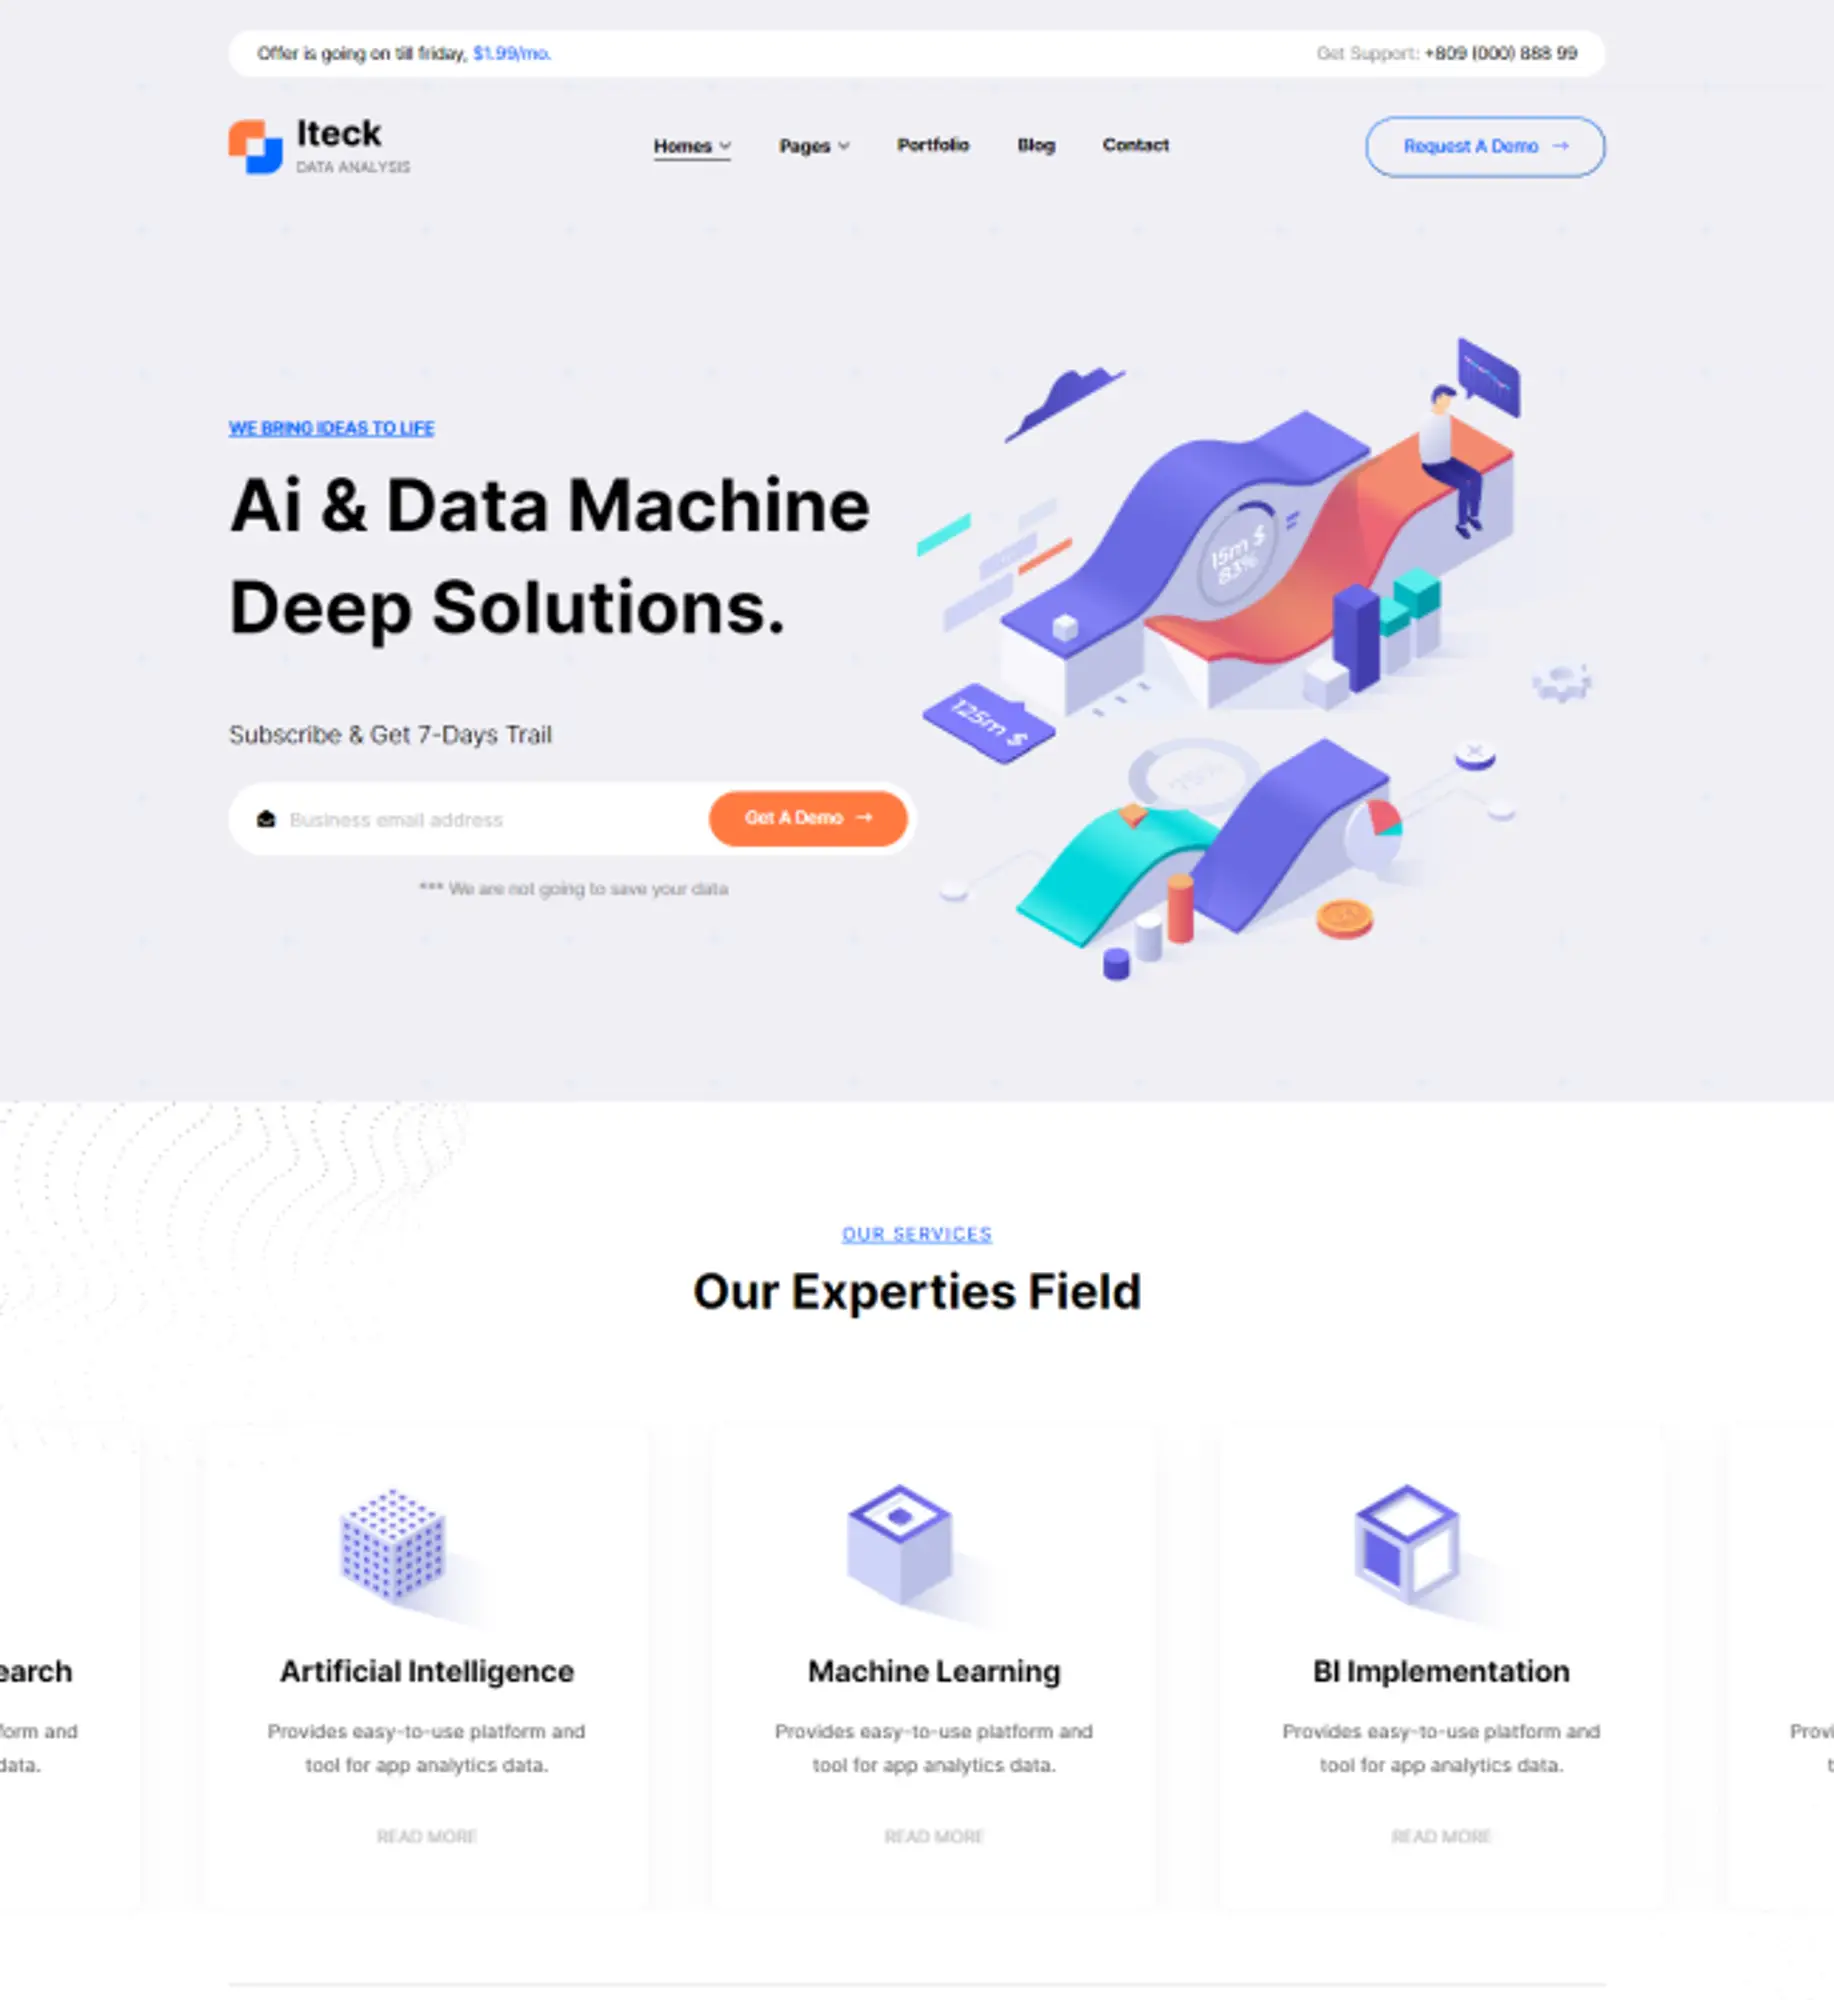 Offer is going on till friday, $1.99/mo.
Get Support: +809 (000) 888 99
Iteck
DATA ANALYSIS
Homes
Pages
Portfolio
Blog
Contact
Request A Demo →
WE BRING IDEAS TO LIFE
Ai & Data Machine
Deep Solutions.
Subscribe & Get 7-Days Trail
Business email address
Get A Demo →
*** We are not going to save your data
15m $
83%
125m $
OUR SERVICES
Our Experties Field
earch
form and
data.
Artificial Intelligence
Provides easy-to-use platform and
tool for app analytics data.
READ MORE
Machine Learning
Provides easy-to-use platform and
tool for app analytics data.
READ MORE
BI Implementation
Provides easy-to-use platform and
tool for app analytics data.
READ MORE
Provi
t